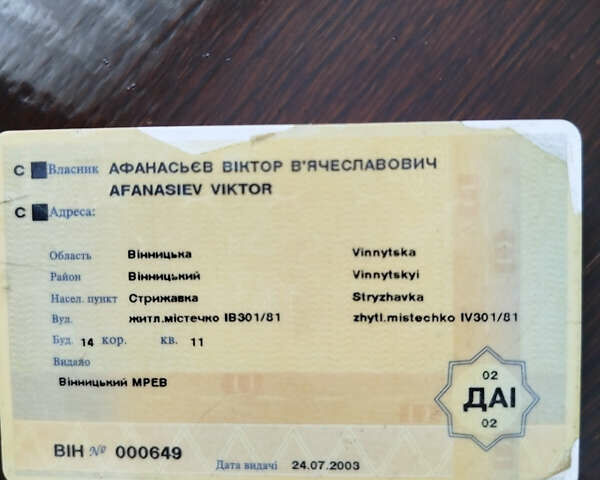 С Власник АФАНАСЬЄВ ВІКТОР В'ЯЧЕСЛАВОВИЧ
AFANASIEV VIKTOR
С Адреса:
Область Вінницька Vinnytska
Район Вінницький Vinnytskyi
Насел. пункт Стрижавка Stryzhavka
Вул. житл.містечко ІВ301/81 zhytl.mistechko IV301/81
Буд. 14 кор. кв. 11
Видано
Вінницький МРЕВ
02
ДАІ
02
ВІН № 000649
Дата видачі 24.07.2003